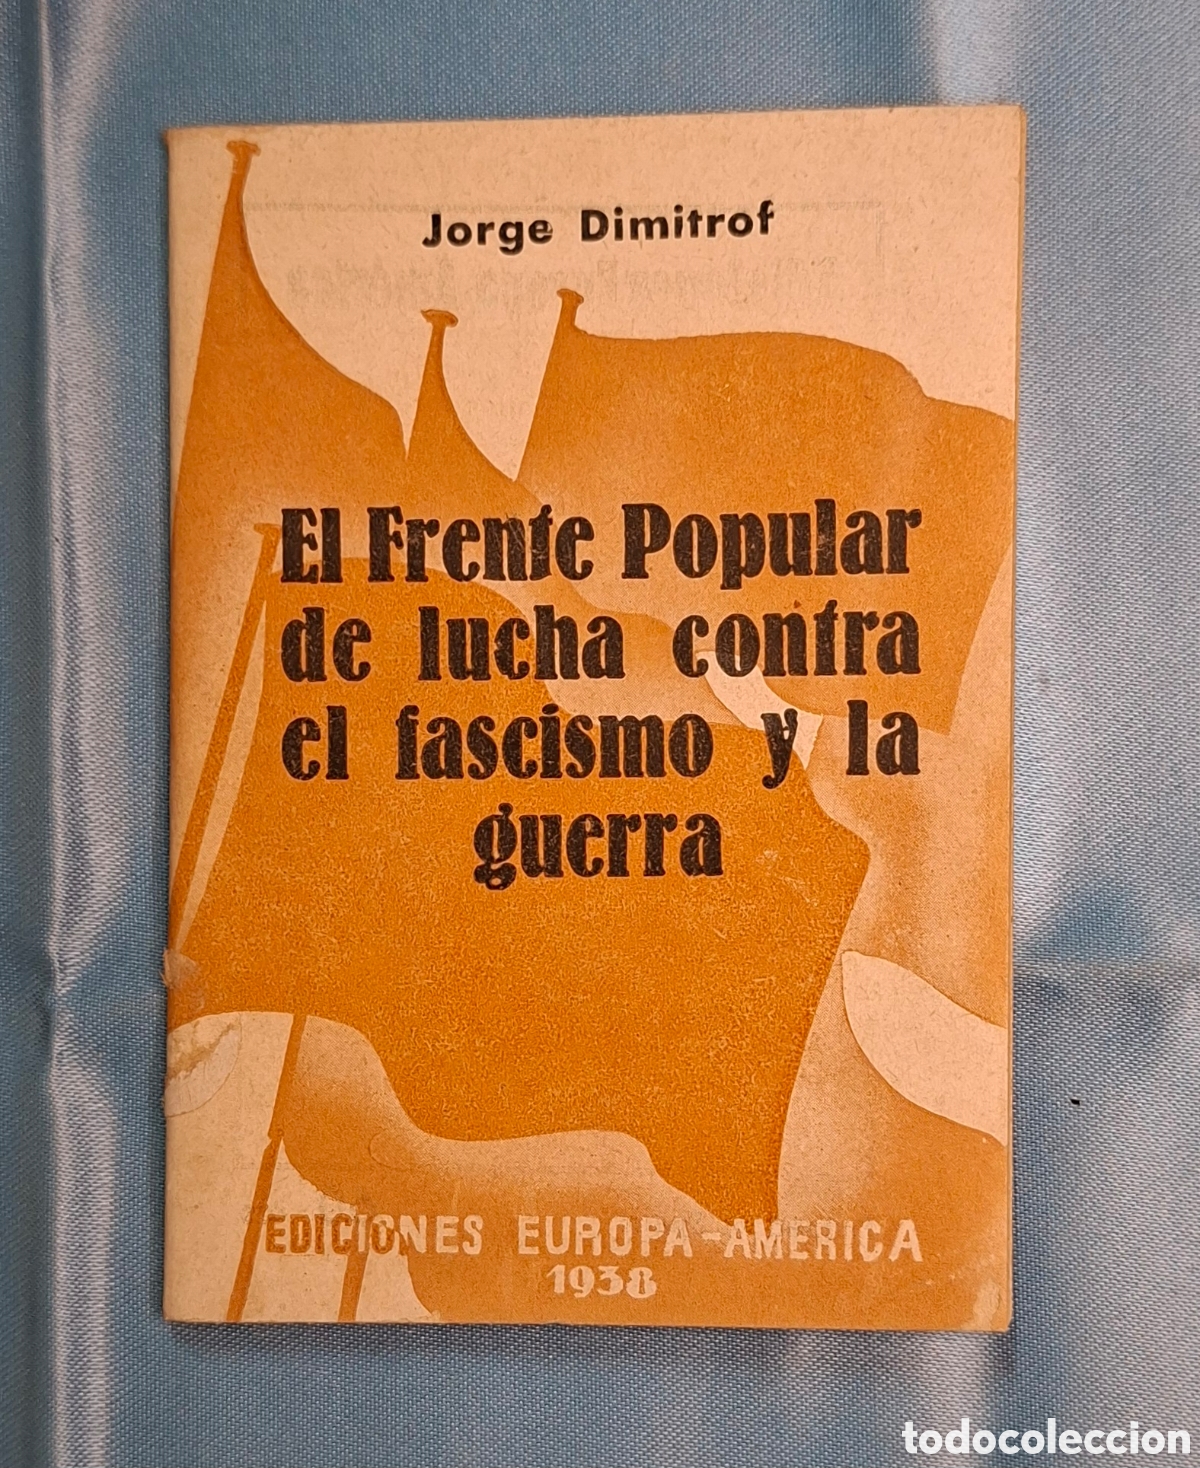 Jorge Dimitrof
El Frente Popular
de lucha contra
el fascismo y la
guerra
EDICIONES EUROPA-AMERICA
1938
todocoleccion